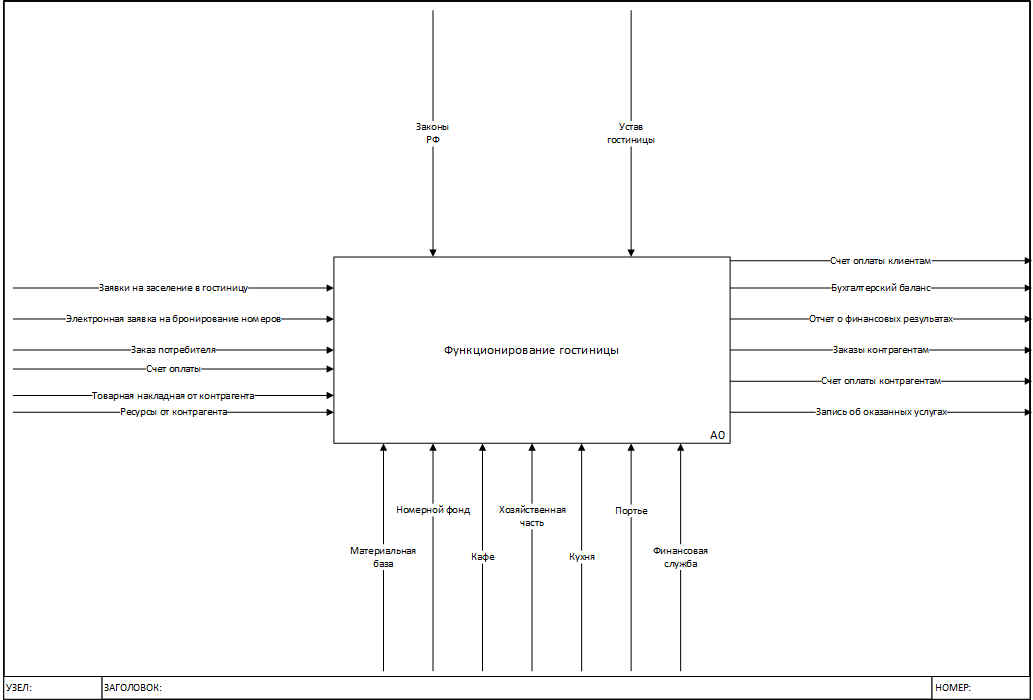 Законы
РФ
Устав
гостиницы
Заявки на заселение в гостиницу
Электронная заявка на бронирование номеров
Заказ потребителя
Счет оплаты
Товарная накладная от контрагента
Ресурсы от контрагента
Функционирование гостиницы
A0
Счет оплаты клиентам
Бухгалтерский баланс
Отчет о финансовых результатах
Заказы контрагентам
Счет оплаты контрагентам
Запись об оказанных услугах
Номерной фонд
Хозяйственная
часть
Портье
Материальная
база
Кафе
Кухня
Финансовая
служба
УЗЕЛ:
ЗАГОЛОВОК:
НОМЕР: